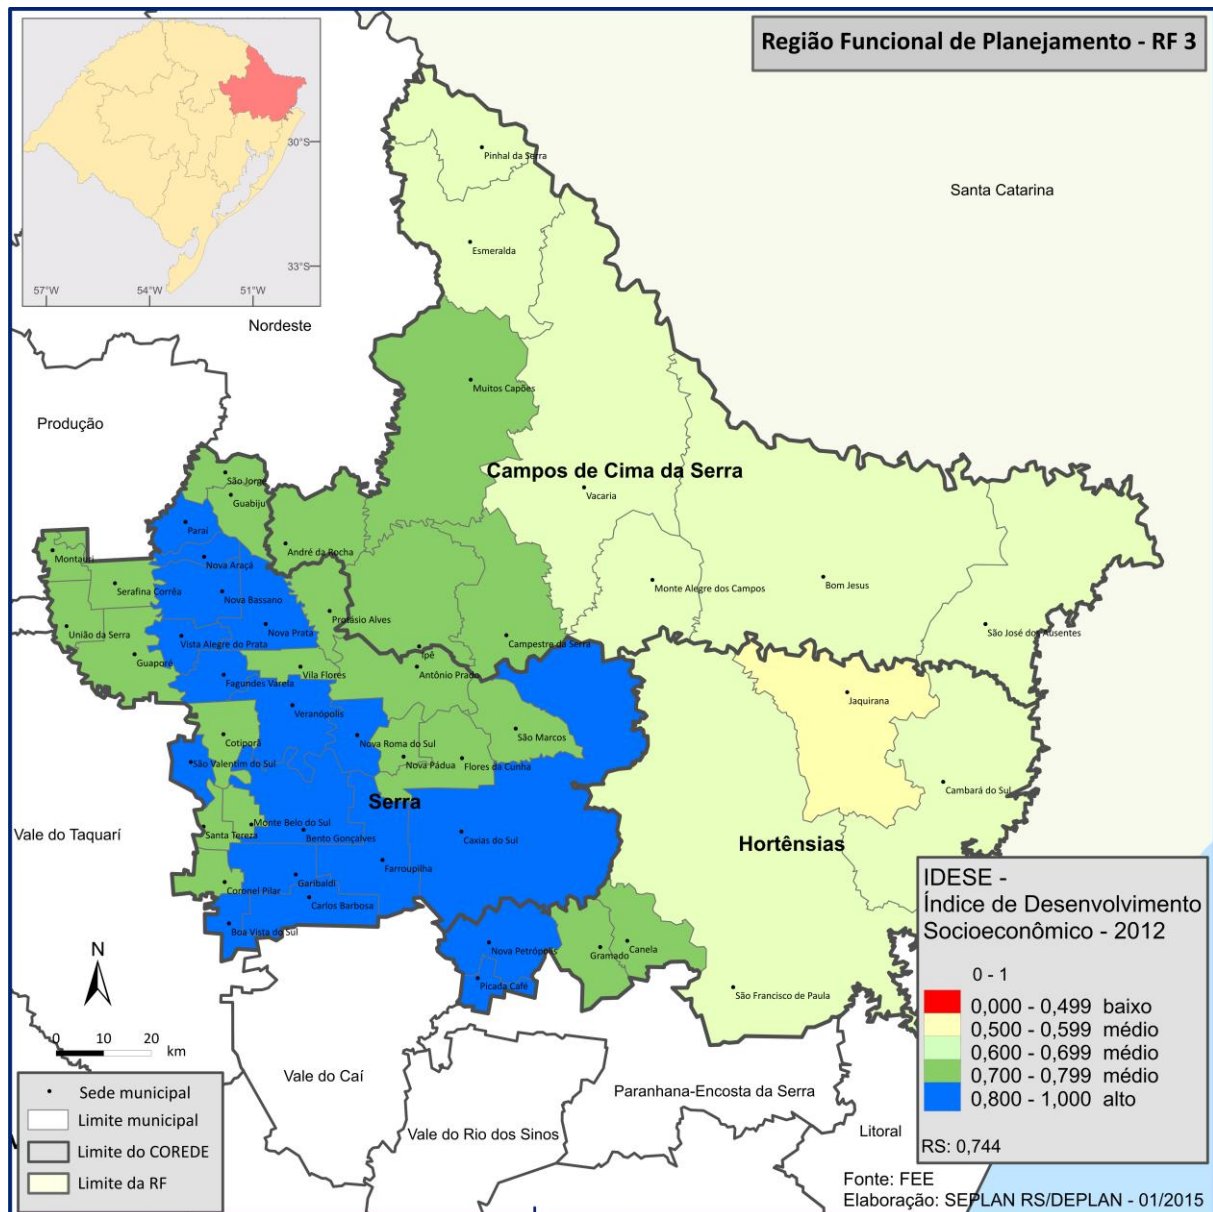 Região Funcional de Planejamento - RF 3
30°S
33°S
57°W
54°W
51°W
Nordeste
Santa Catarina
Produção
Pinhal da Serra
Esmeralda
Muitos Capões
Campos de Cima da Serra
Vacaria
São Jorge
Guabiju
Paraí
André da Rocha
Montauri
Nova Araçá
Serafina Corrêa
Nova Bassano
Monte Alegre dos Campos
Bom Jesus
Protásio Alves
União da Serra
Nova Prata
Vista Alegre do Prata
São José dos Ausentes
Campestre da Serra
Guaporé
Ipê
Vila Flores
Antônio Prado
Fagundes Varela
Jaquirana
Veranópolis
São Marcos
Cotiporã
Nova Roma do Sul
Nova Pádua
Flores da Cunha
São Valentim do Sul
Cambará do Sul
Serra
Vale do Taquarí
Santa Tereza
Monte Belo do Sul
Bento Gonçalves
Caxias do Sul
Hortênsias
Farroupilha
Coronel Pilar
Garibaldi
Carlos Barbosa
Boa Vista do Sul
Nova Petrópolis
Gramado
Canela
Picada Café
São Francisco de Paula
N
0 10 20
km
Vale do Caí
Vale do Rio dos Sinos
Paranhana-Encosta da Serra
Litoral
Sede municipal
Limite municipal
Limite do COREDE
Limite da RF
IDESE -
Índice de Desenvolvimento
Socioeconômico - 2012
0 - 1
0,000 - 0,499 baixo
0,500 - 0,599 médio
0,600 - 0,699 médio
0,700 - 0,799 médio
0,800 - 1,000 alto
RS: 0,744
Fonte: FEE
Elaboração: SEPLAN RS/DEPLAN - 01/2015